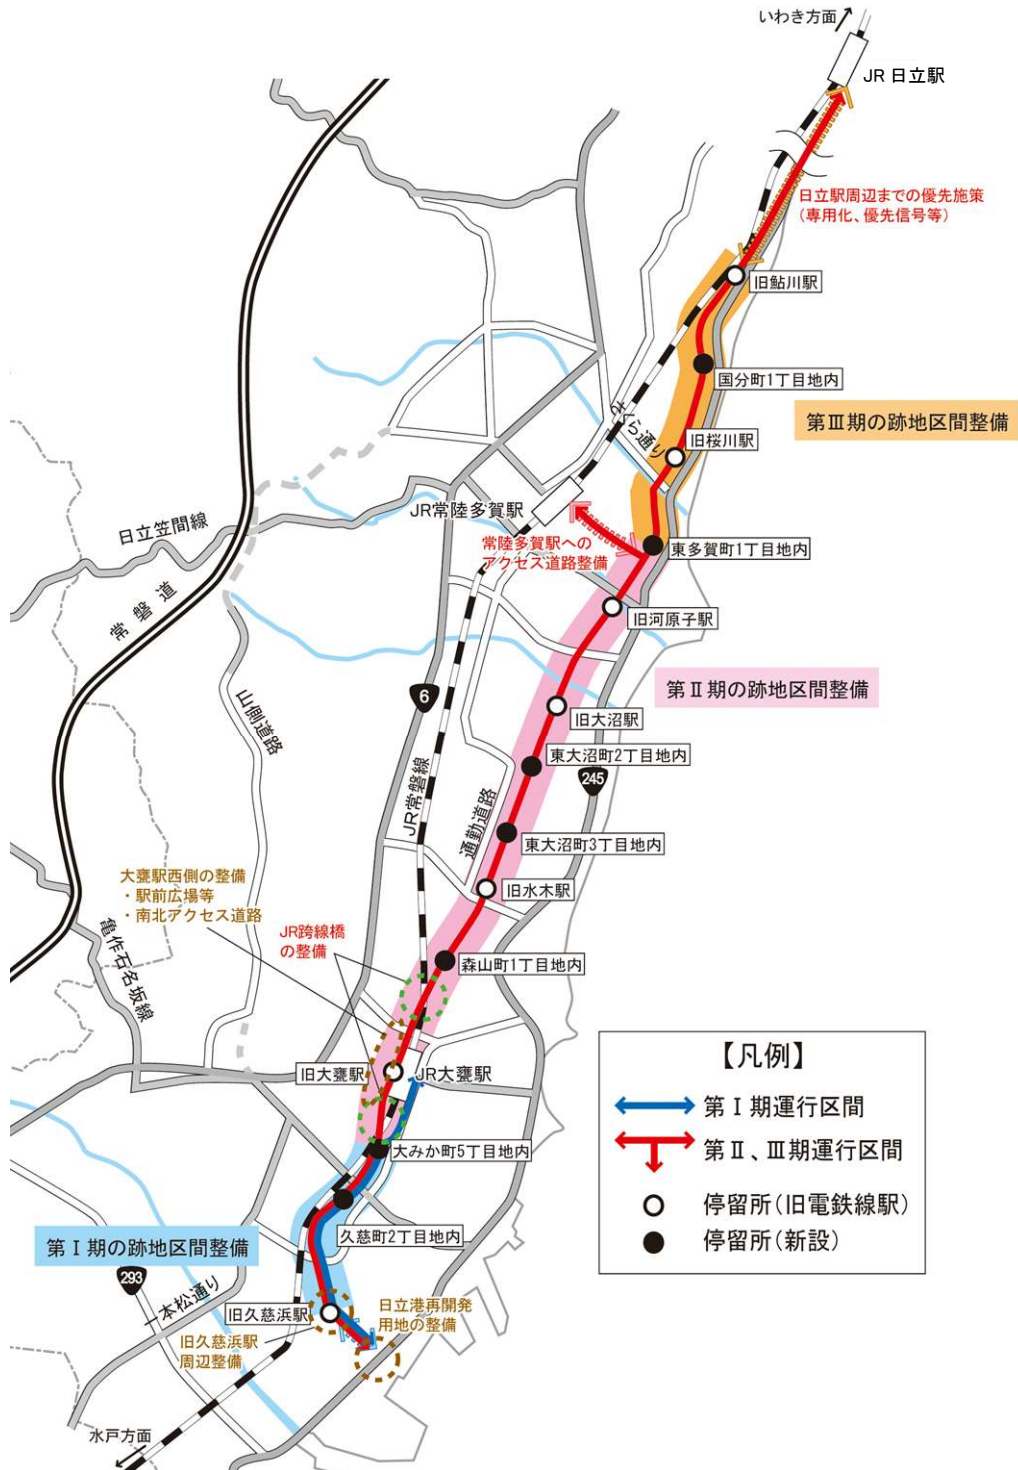 いわき方面
JR 日立駅
日立駅周辺までの優先施策
（専用化、優先信号等）
旧鮎川駅
国分町1丁目地内
第Ⅲ期の跡地区間整備
さくら通り
旧桜川駅
JR常陸多賀駅
日立笠間線
常陸多賀駅への
アクセス道路整備
東多賀町1丁目地内
常磐道
旧河原子駅
第Ⅱ期の跡地区間整備
6
山側道路
旧大沼駅
東大沼町2丁目地内
245
JR常磐線
通勤道路
東大沼町3丁目地内
大甕駅西側の整備
・駅前広場等
・南北アクセス道路
旧水木駅
JR跨線橋
の整備
亀作石名坂線
森山町1丁目地内
旧大甕駅
JR大甕駅
【凡例】
第Ⅰ期運行区間
第Ⅱ、Ⅲ期運行区間
停留所（旧電鉄線駅）
停留所（新設）
大みか町5丁目地内
久慈町2丁目地内
第Ⅰ期の跡地区間整備
293
一本松通り
旧久慈浜駅
日立港再開発
用地の整備
旧久慈浜駅
周辺整備
水戸方面